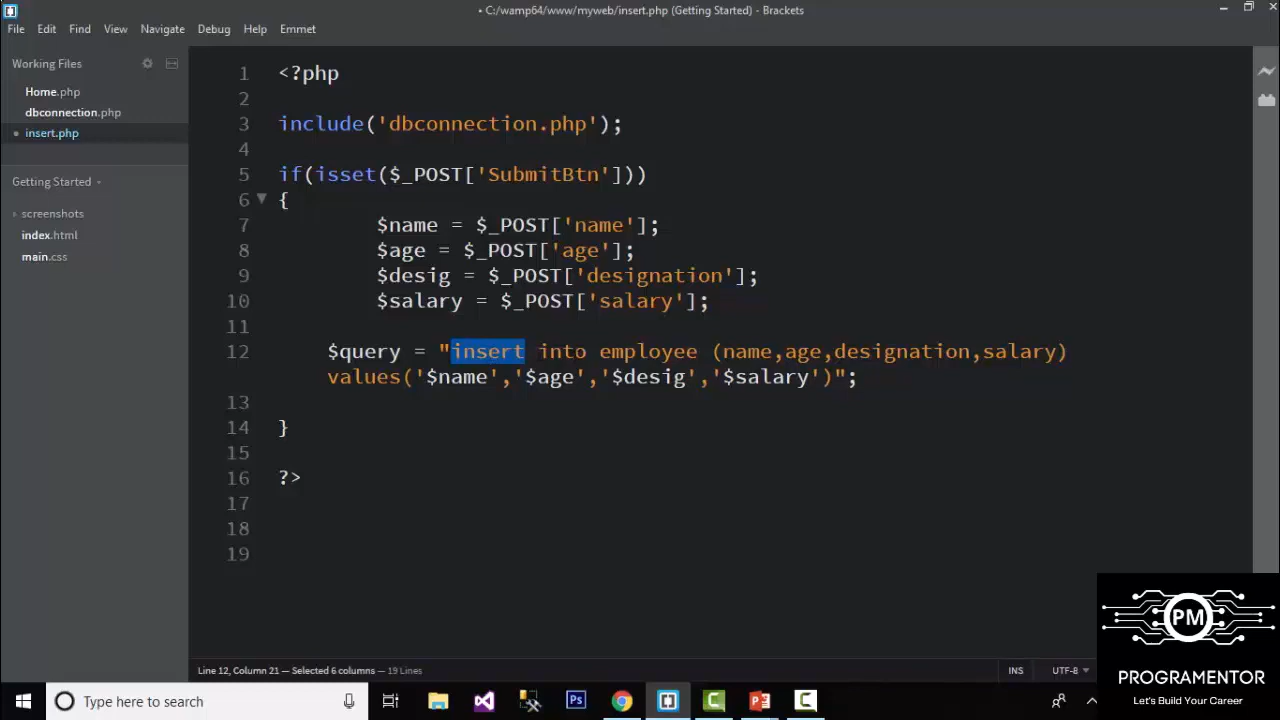 • C:/wamp64/www/myweb/insert.php (Getting Started) - Brackets
File Edit Find View Navigate Debug Help Emmet
Working Files
Home.php
dbconnection.php
• insert.php
Getting Started
screenshots
index.html
main.css
1 <?php
2
3 include('dbconnection.php');
4
5 if(isset($_POST['SubmitBtn']))
6 {
7 $name = $_POST['name'];
8 $age = $_POST['age'];
9 $desig = $_POST['designation'];
10 $salary = $_POST['salary'];
11
12 $query = "insert into employee (name,age,designation,salary)
values('$name','$age','$desig','$salary')";
13
14 }
15
16 ?>
17
18
19
Line 12, Column 21 — Selected 6 columns — 19 Lines
INS UTF-8
PM
PROGRAMENTOR
Let's Build Your Career
Type here to search
Ps